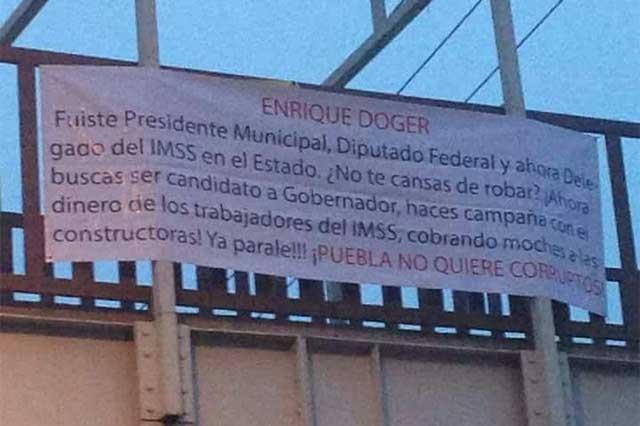 ENRIQUE DOGER
Fuiste Presidente Municipal, Diputado Federal y ahora Dele-
gado del IMSS en el Estado. ¿No te cansas de robar? ¡Ahora
buscas ser candidato a Gobernador, haces campaña con el
dinero de los trabajadores del IMSS, cobrando moches a las
constructoras! Ya parale!!! ¡PUEBLA NO QUIERE CORRUPTOS!